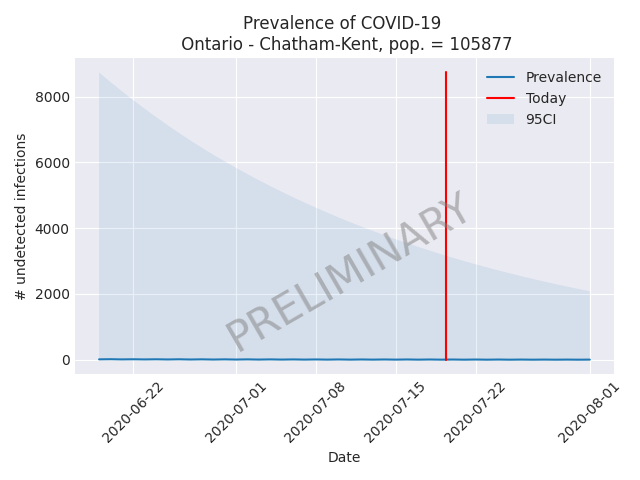 Prevalence of COVID-19
Ontario - Chatham-Kent, pop. = 105877
Prevalence
Today
95CI
# undetected infections
8000
6000
4000
2000
0
PRELIMINARY
2020-06-22
2020-07-01
2020-07-08
2020-07-15
2020-07-22
2020-08-01
Date